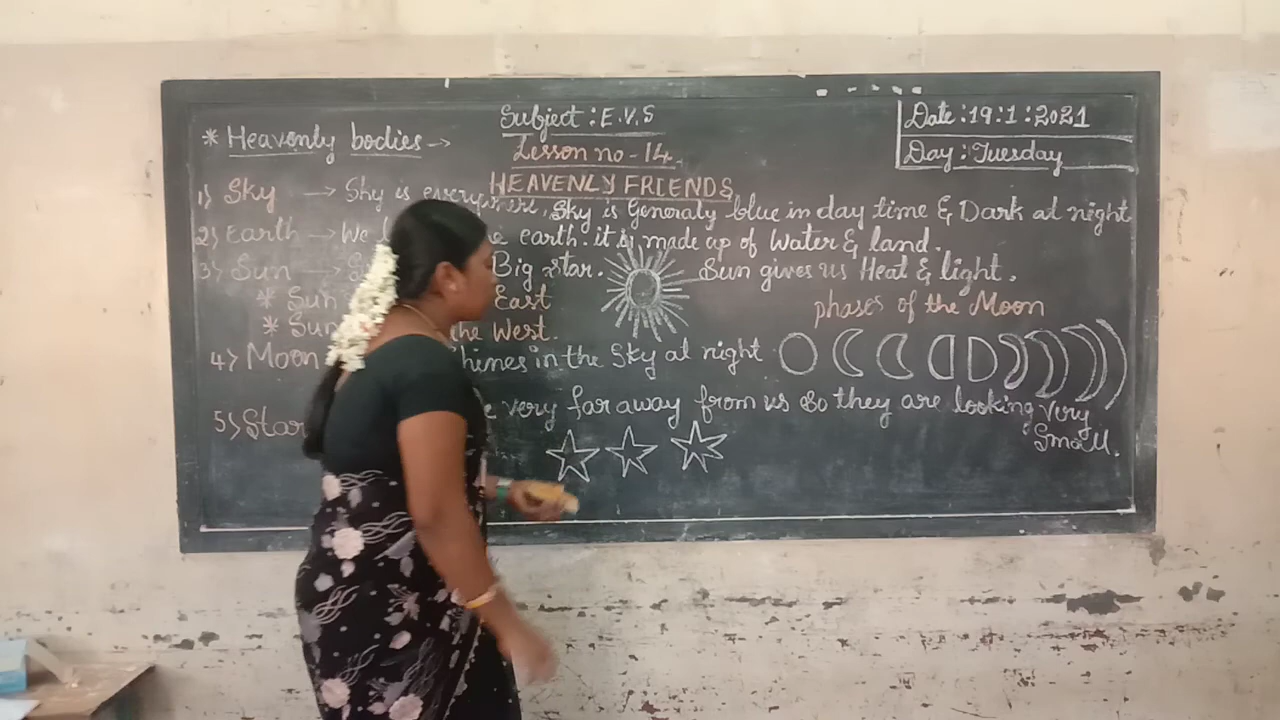 Subject : E.V.S
Date : 19 : 1 : 2021
* Heavenly bodies →
Lesson no - 14.
Day : Tuesday
HEAVENLY FRIENDS
1) Sky → Sky is everywhere, Sky is Generaly blue in day time & Dark at night
2) Earth → We earth. it is made up of Water & land.
3) Sun → Big star. Sun gives us Heat & light.
* Sun East
phases of the Moon
* Sun the West.
4) Moon shines in the Sky at night
5) Star very far away from us So they are looking very
Small.